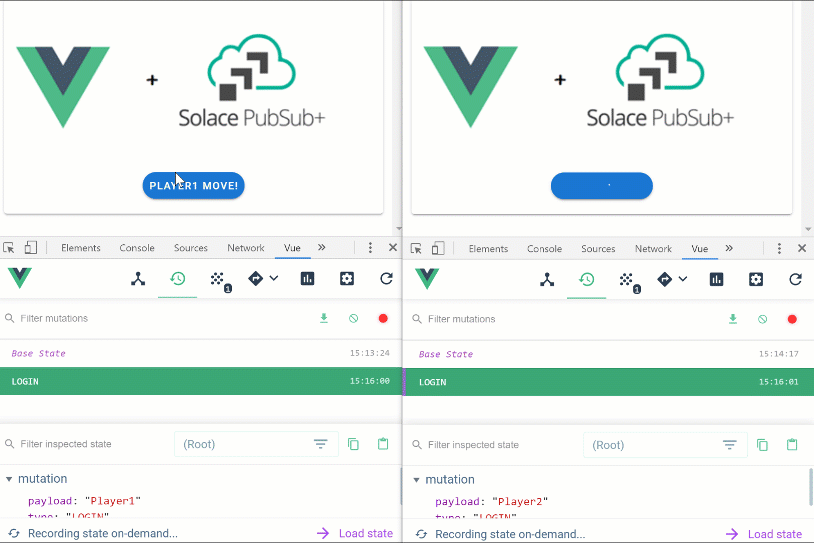 +
Solace PubSub+
PLAYER1 MOVE!
Elements Console Sources Network Vue »
1
Filter mutations
Base State 15:13:24
LOGIN 15:16:00
Filter inspected state (Root)
mutation
payload: "Player1"
type: "LOGIN"
Recording state on-demand... Load state
+
Solace PubSub+
Elements Console Sources Network Vue »
1
Filter mutations
Base State 15:14:17
LOGIN 15:16:01
Filter inspected state (Root)
mutation
payload: "Player2"
type: "LOGIN"
Recording state on-demand... Load state